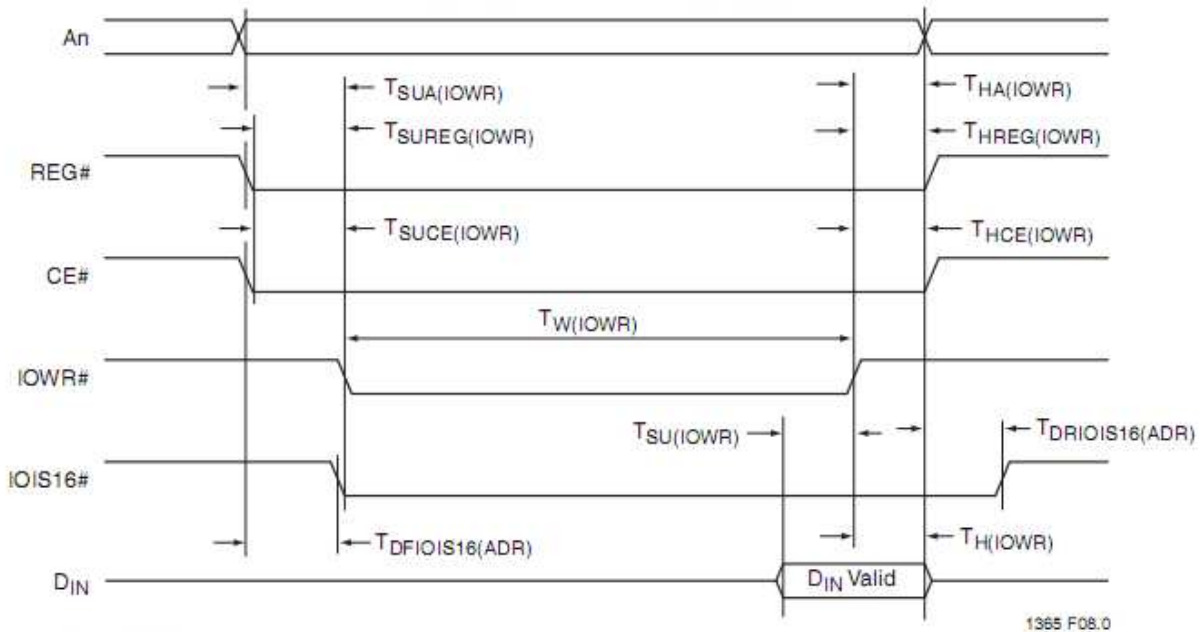 An
TSUA(IOWR)
THA(IOWR)
TSUREG(IOWR)
THREG(IOWR)
REG#
TSUCE(IOWR)
THCE(IOWR)
CE#
TW(IOWR)
IOWR#
TSU(IOWR)
TDRIOIS16(ADR)
IOIS16#
TDFIOIS16(ADR)
TH(IOWR)
DIN
DIN Valid
1365 F08.0